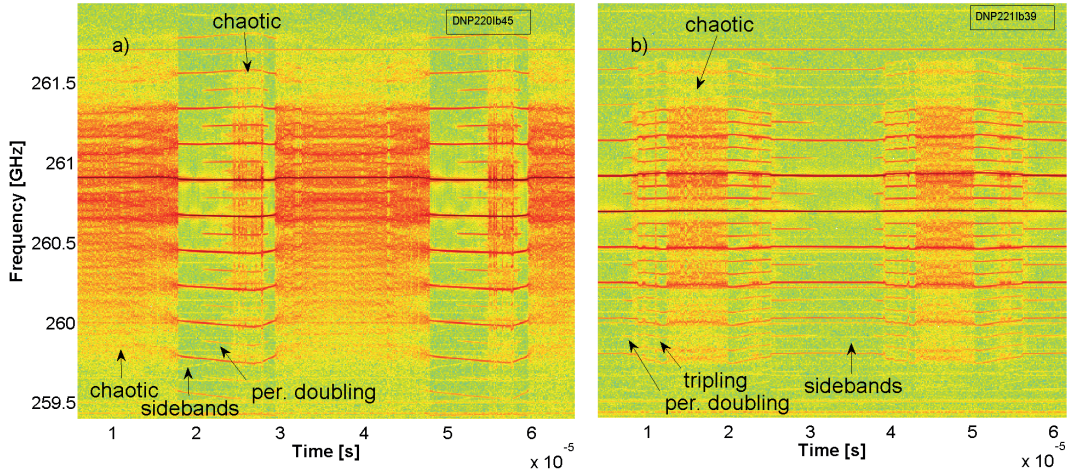 DNP220Ib45
DNP221Ib39
chaotic
chaotic
a)
b)
261.5
261
260.5
260
259.5
Frequency [GHz]
chaotic
sidebands
per. doubling
tripling
per. doubling
sidebands
1 2 3 4 5 6
1 2 3 4 5 6
Time [s]
Time [s]
x 10 -5
x 10 -5